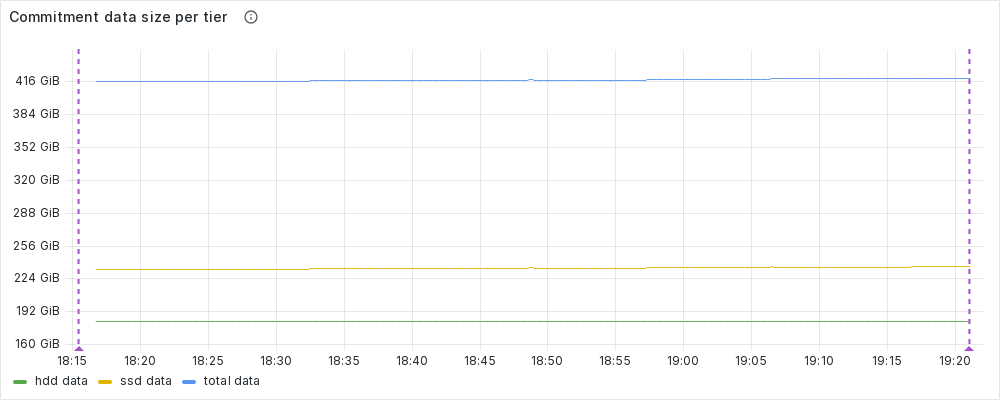 Commitment data size per tier
416 GiB
384 GiB
352 GiB
320 GiB
288 GiB
256 GiB
224 GiB
192 GiB
160 GiB
18:15 18:20 18:25 18:30 18:35 18:40 18:45 18:50 18:55 19:00 19:05 19:10 19:15 19:20
hdd data ssd data total data